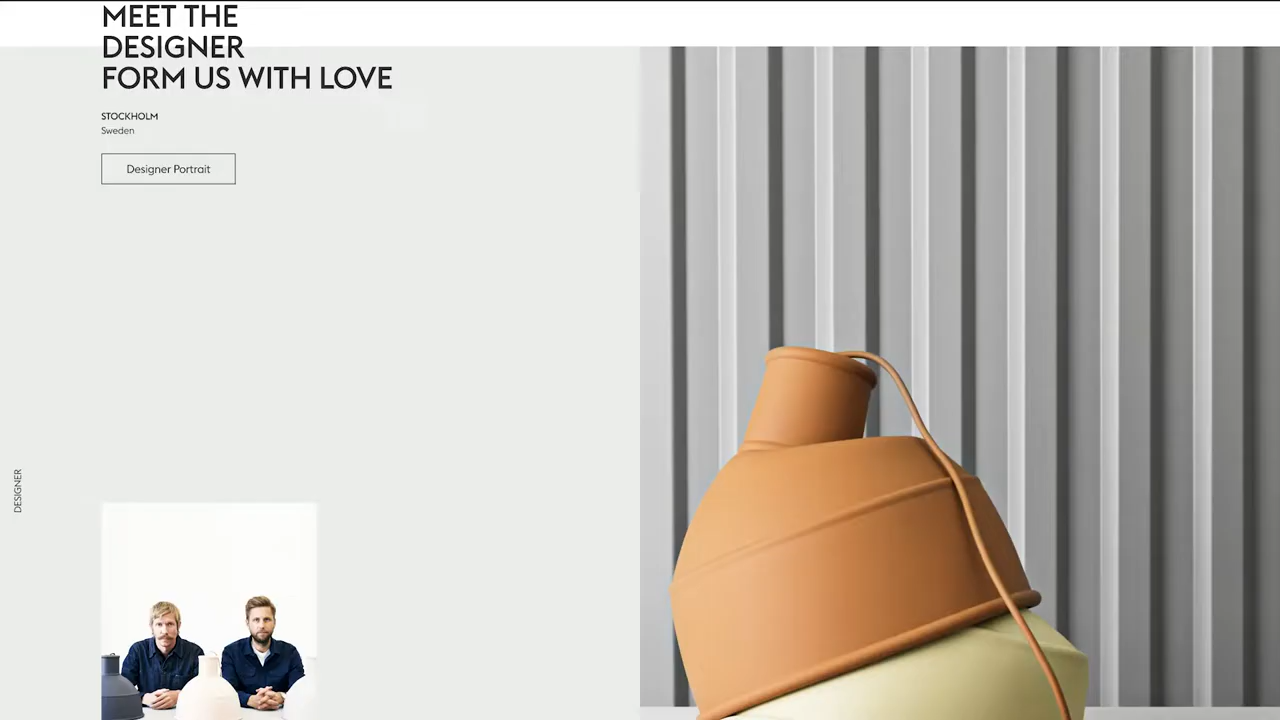 MEET THE
DESIGNER
FORM US WITH LOVE
STOCKHOLM
Sweden
Designer Portrait
DESIGNER